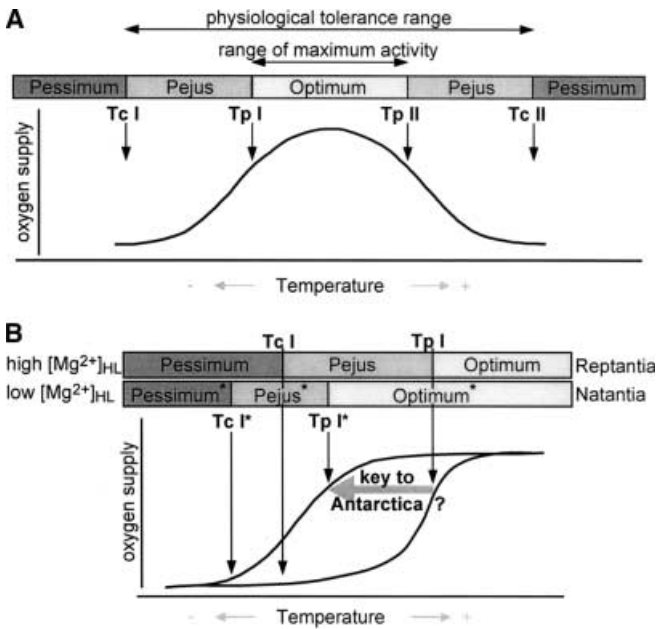 A
physiological tolerance range
range of maximum activity
Pessimum Pejus Optimum Pejus Pessimum
Tc I Tp I Tp II Tc II
oxygen supply
- Temperature +
B
Tc I Tp I
high [Mg2+]HL Pessimum Pejus Optimum Reptantia
low [Mg2+]HL Pessimum* Pejus* Optimum* Natantia
Tc I* Tp I*
key to
Antarctica ?
oxygen supply
- Temperature +